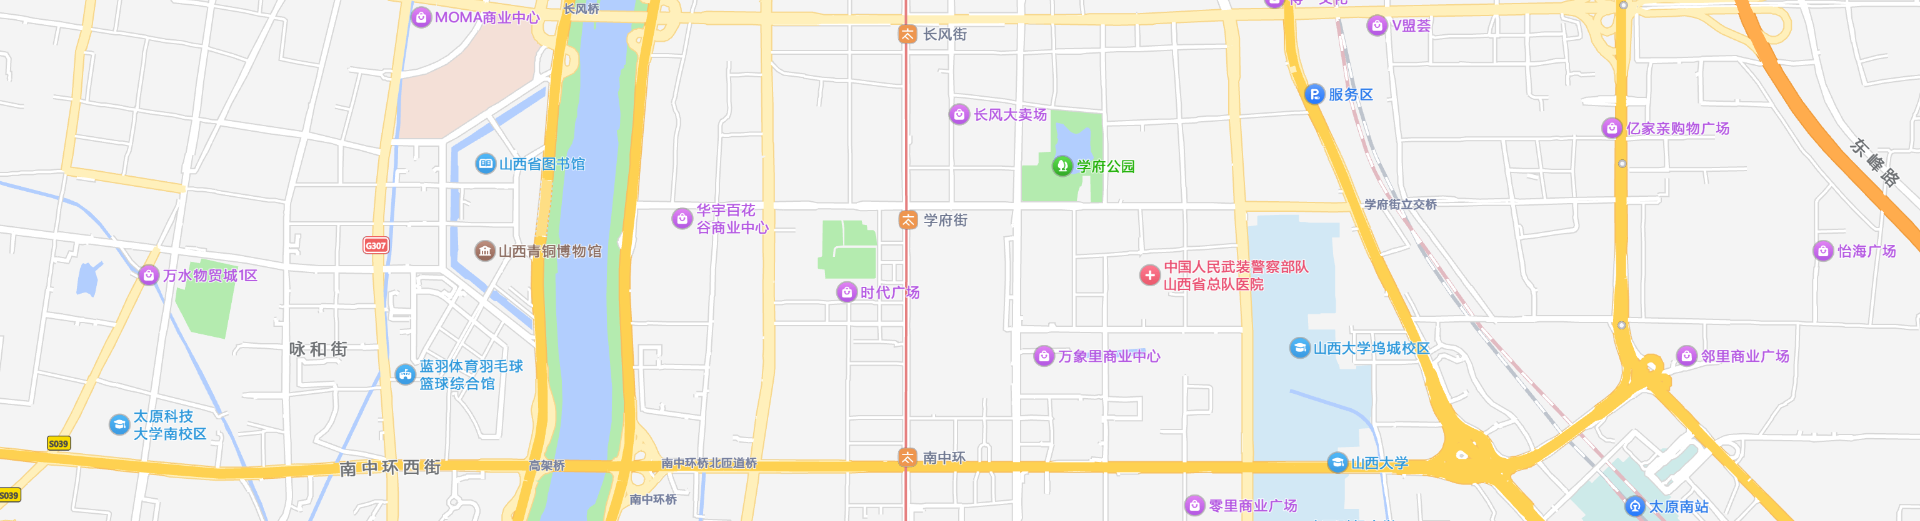 长风桥
MOMA商业中心
V盟荟
长风街
服务区
长风大卖场
亿家亲购物广场
东峰路
山西省图书馆
学府公园
学府街立交桥
华宇百花
谷商业中心
学府街
G307
山西青铜博物馆
怡海广场
万水物贸城1区
中国人民武装警察部队
山西省总队医院
时代广场
咏和街
万象里商业中心
山西大学坞城校区
邻里商业广场
蓝羽体育羽毛球
篮球综合馆
太原科技
大学南校区
S039
南中环西街
高架桥
南中环桥北匝道桥
南中环
山西大学
S039
南中环桥
零里商业广场
太原南站